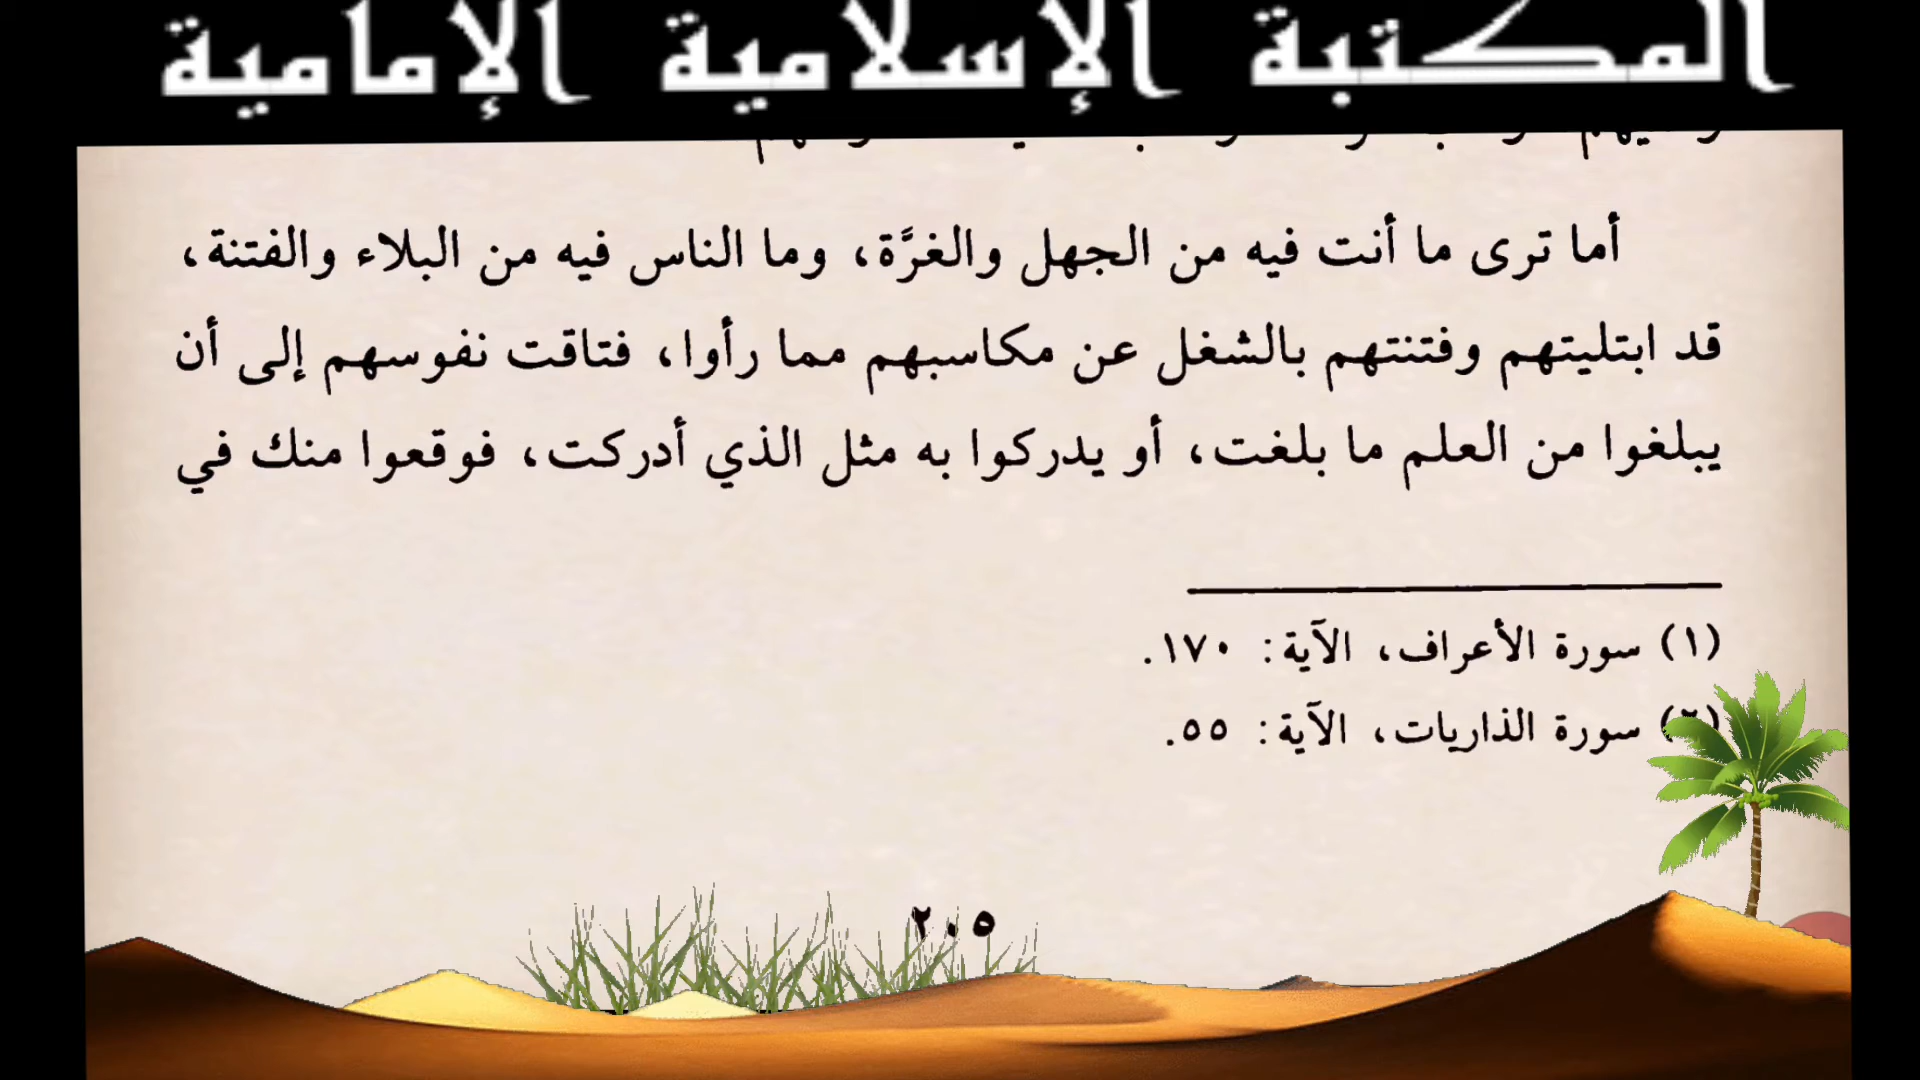 المكتبة الإسلامية الإمامية
أما ترى ما أنت فيه من الجهل والغرَّة، وما الناس فيه من البلاء والفتنة،
قد ابتليتهم وفتنتهم بالشغل عن مكاسبهم مما رأوا، فتاقت نفوسهم إلى أن
يبلغوا من العلم ما بلغت، أو يدركوا به مثل الذي أدركت، فوقعوا منك في
(١) سورة الأعراف، الآية: ١٧٠.
(٢) سورة الذاريات، الآية: ٥٥.
٢٠٥